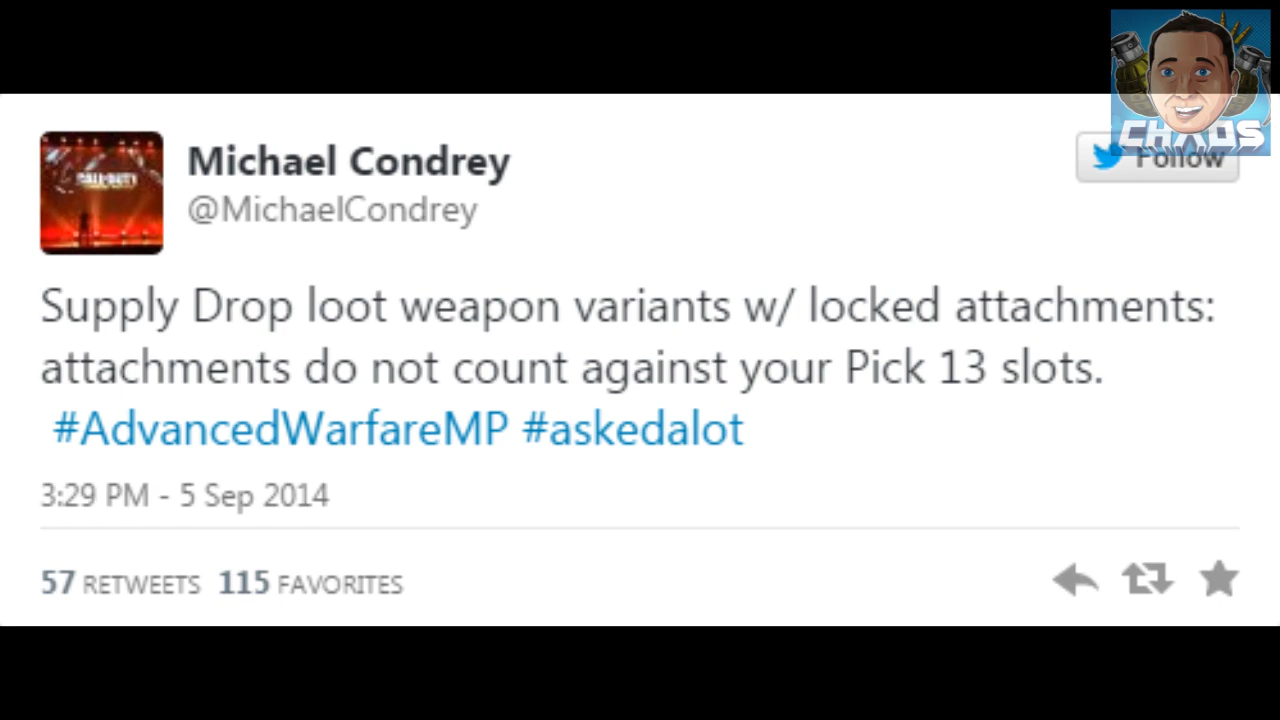 CHAOS
Michael Condrey
Follow
@MichaelCondrey
Supply Drop loot weapon variants w/ locked attachments:
attachments do not count against your Pick 13 slots.
#AdvancedWarfareMP #askedalot
3:29 PM - 5 Sep 2014
57 RETWEETS 115 FAVORITES